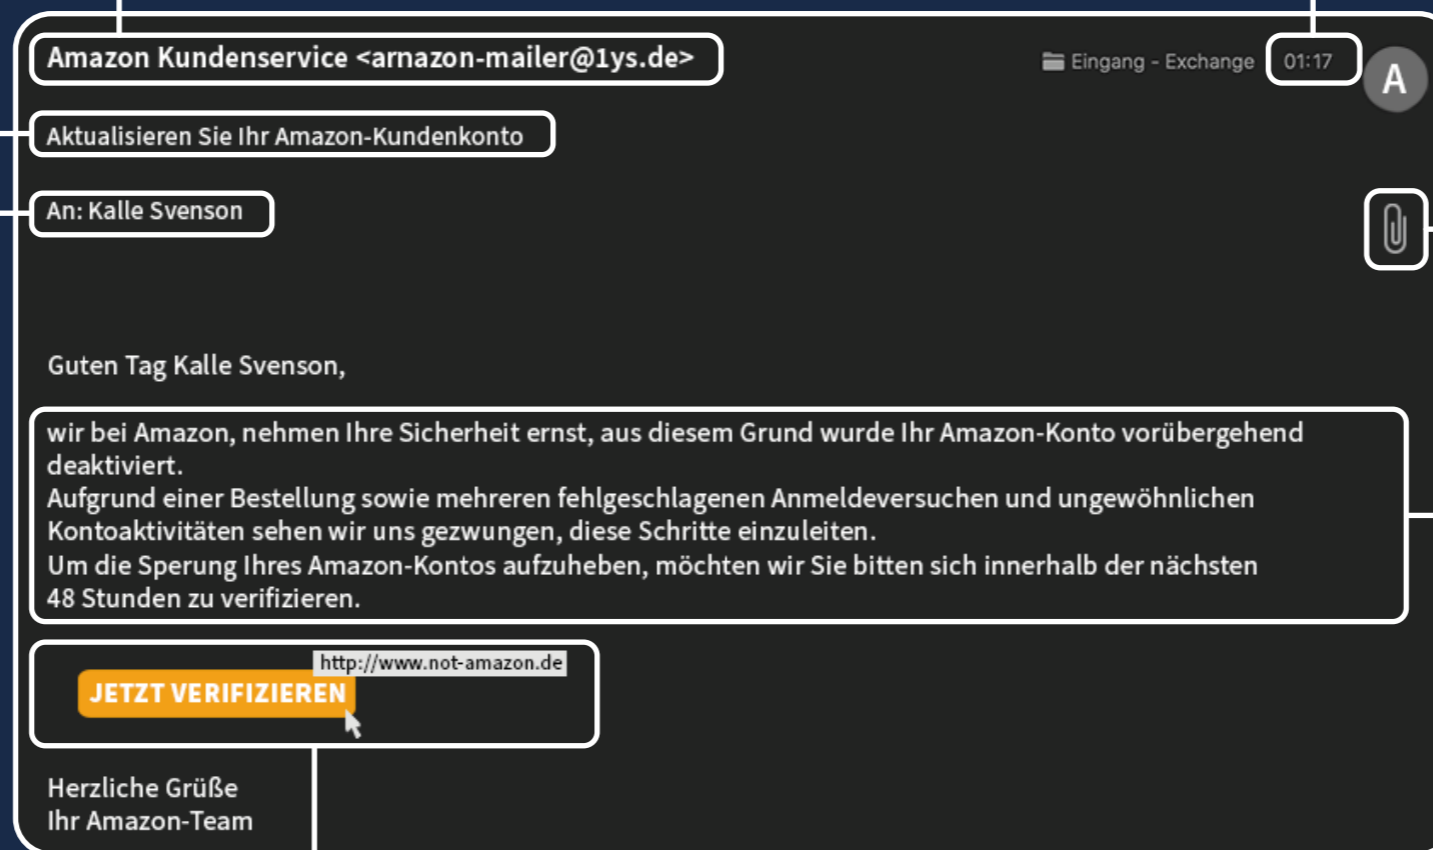 Amazon Kundenservice <arnazon-mailer@1ys.de>
Eingang - Exchange
01:17
A
Aktualisieren Sie Ihr Amazon-Kundenkonto
An: Kalle Svenson
Guten Tag Kalle Svenson,
wir bei Amazon, nehmen Ihre Sicherheit ernst, aus diesem Grund wurde Ihr Amazon-Konto vorübergehend
deaktiviert.
Aufgrund einer Bestellung sowie mehreren fehlgeschlagenen Anmeldeversuchen und ungewöhnlichen
Kontoaktivitäten sehen wir uns gezwungen, diese Schritte einzuleiten.
Um die Sperung Ihres Amazon-Kontos aufzuheben, möchten wir Sie bitten sich innerhalb der nächsten
48 Stunden zu verifizieren.
http://www.not-amazon.de
JETZT VERIFIZIEREN
Herzliche Grüße
Ihr Amazon-Team